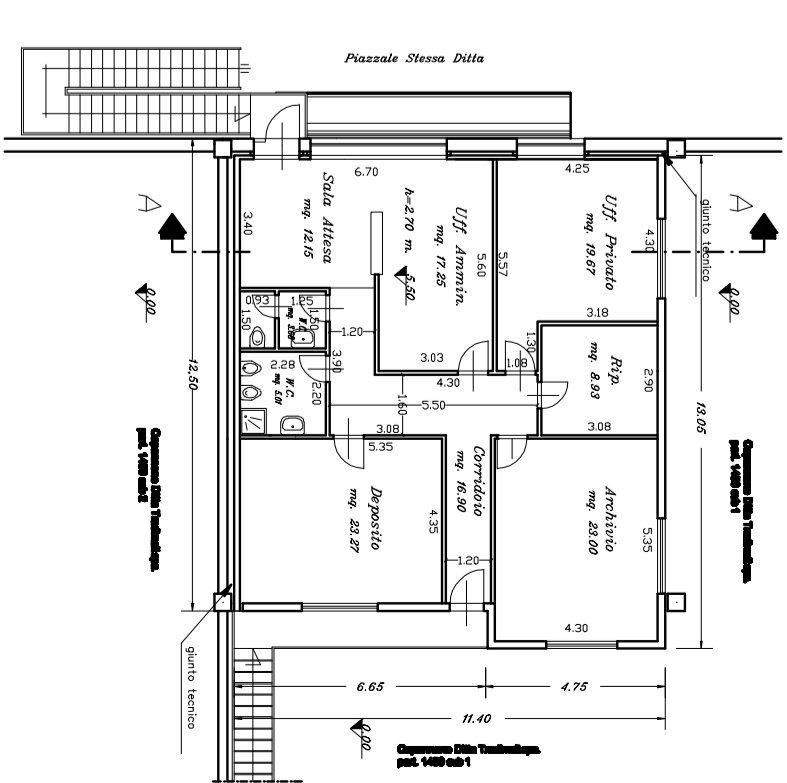 Piazzale Stessa Ditta
6.70
4.25
Sala Attesa
mq. 12.15
h=2.70 m.
Uff. Ammin.
mq. 17.25
Uff. Privato
mq. 19.67
giunto tecnico
A
A
3.40
5.50
5.60
5.57
4.30
0.00
0.00
0.93
1.25
1.50
1.50
W.C.
1.20
3.18
3.90
1.30
12,50
2.28
W.C.
mq. 5.01
2.20
3.03
1.08
4.30
Rip.
mq. 8.83
2.90
5.50
1.60
3.08
3.08
13.05
5.35
Deposito
mq. 23.27
4.35
Corridoio
mq. 16.90
Archivio
mq. 23.00
5.35
1.20
4.30
giunto tecnico
6.65
4.75
11.40
0.00